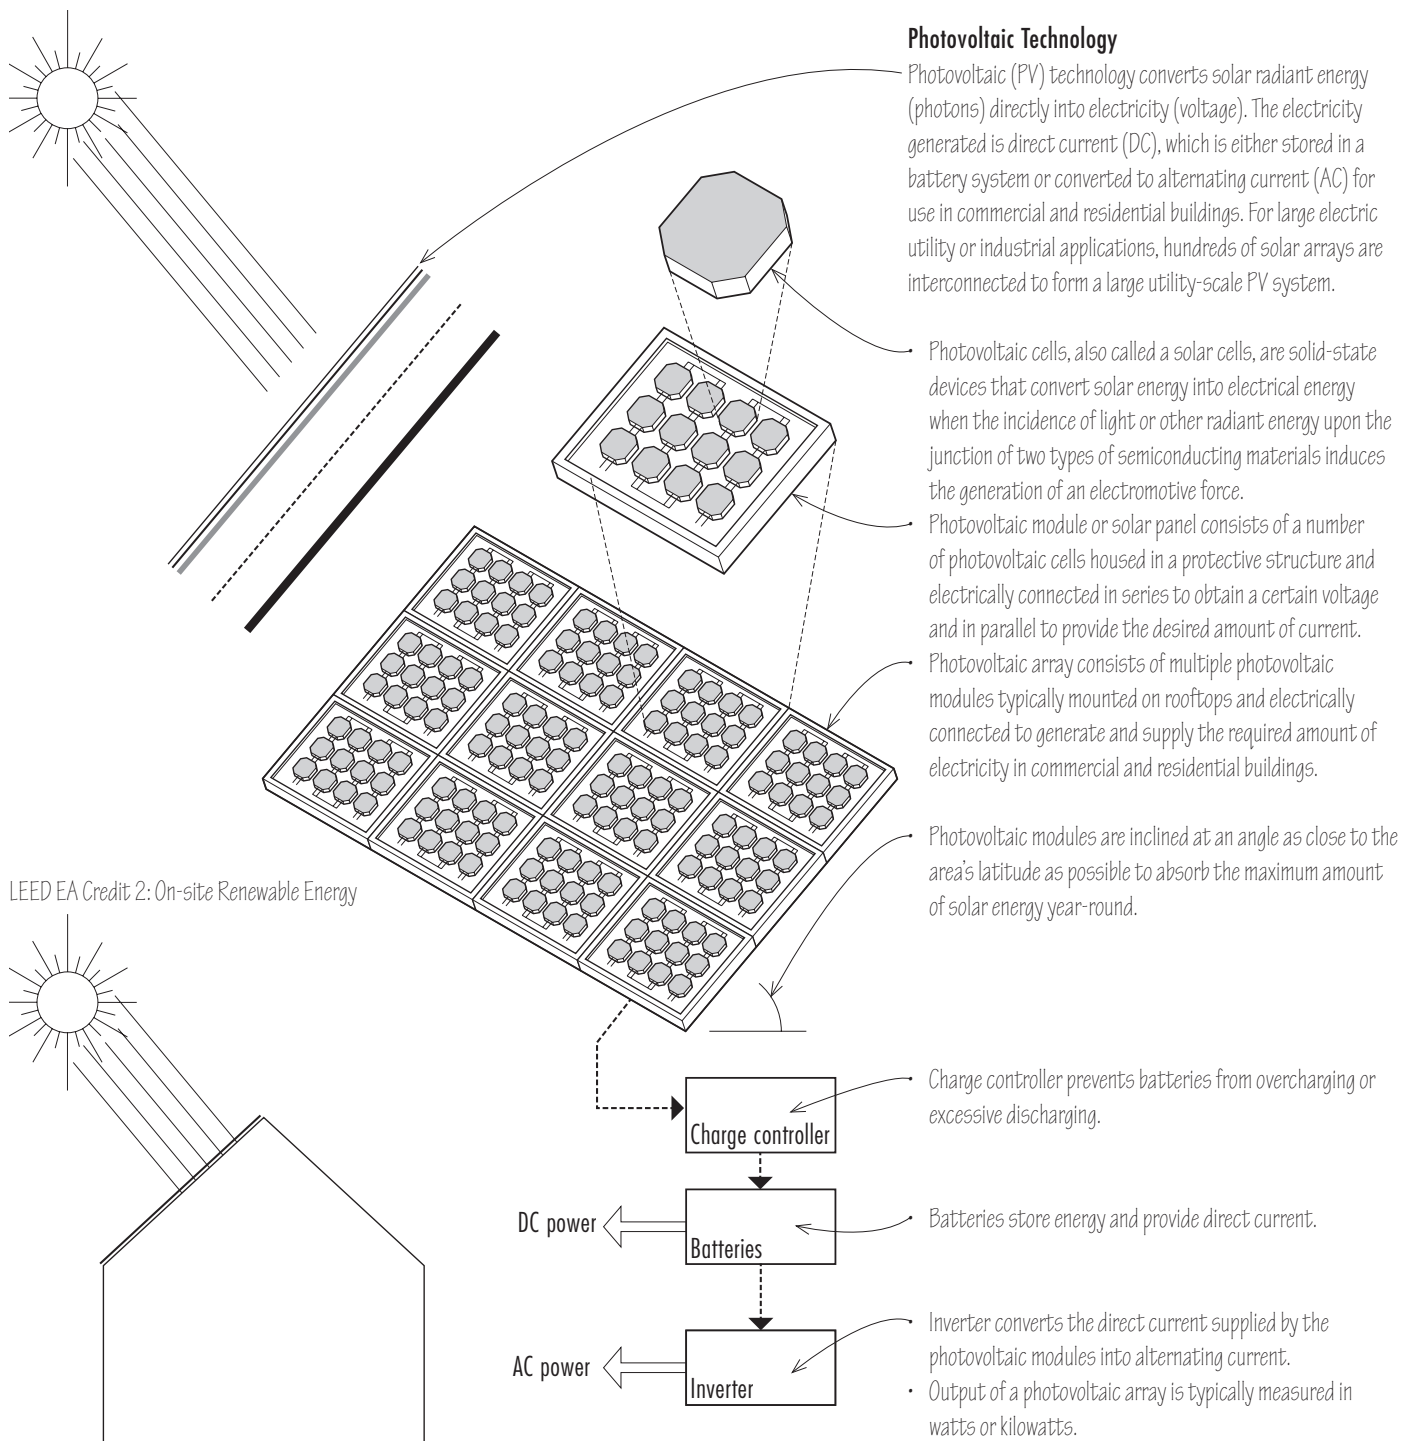 Photovoltaic Technology
Photovoltaic (PV) technology converts solar radiant energy
(photons) directly into electricity (voltage). The electricity
generated is direct current (DC), which is either stored in a
battery system or converted to alternating current (AC) for
use in commercial and residential buildings. For large electric
utility or industrial applications, hundreds of solar arrays are
interconnected to form a large utility-scale PV system.
• Photovoltaic cells, also called a solar cells, are solid-state
devices that convert solar energy into electrical energy
when the incidence of light or other radiant energy upon the
junction of two types of semiconducting materials induces
the generation of an electromotive force.
• Photovoltaic module or solar panel consists of a number
of photovoltaic cells housed in a protective structure and
electrically connected in series to obtain a certain voltage
and in parallel to provide the desired amount of current.
• Photovoltaic array consists of multiple photovoltaic
modules typically mounted on rooftops and electrically
connected to generate and supply the required amount of
electricity in commercial and residential buildings.
• Photovoltaic modules are inclined at an angle as close to the
area's latitude as possible to absorb the maximum amount
of solar energy year-round.
LEED EA Credit 2: On-site Renewable Energy
• Charge controller prevents batteries from overcharging or
excessive discharging.
Charge controller
• Batteries store energy and provide direct current.
DC power
Batteries
• Inverter converts the direct current supplied by the
photovoltaic modules into alternating current.
AC power
Inverter
• Output of a photovoltaic array is typically measured in
watts or kilowatts.